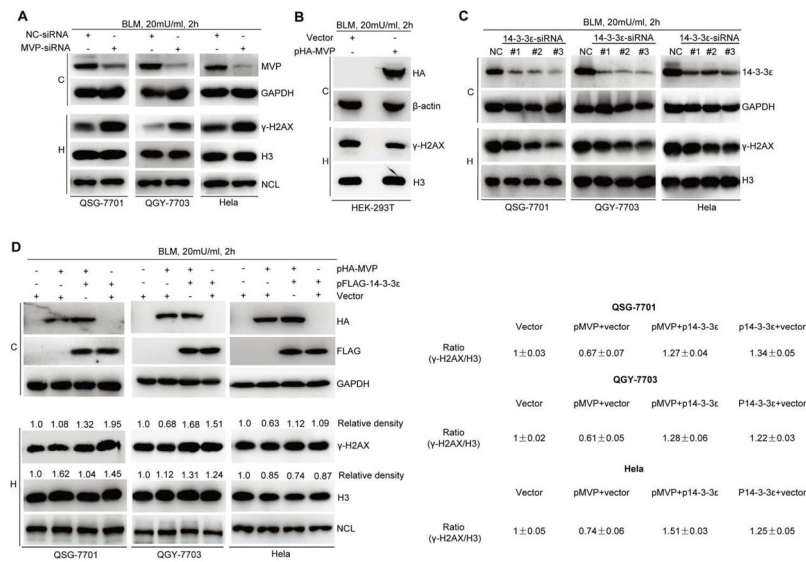 A
BLM, 20mU/ml, 2h
NC-siRNA + - + - + -
MVP-siRNA - + - + - +
C
MVP
GAPDH
H
γ-H2AX
H3
NCL
QSG-7701 QGY-7703 Hela
B
BLM, 20mU/ml, 2h
Vector + -
pHA-MVP - +
C
HA
β-actin
H
γ-H2AX
H3
HEK-293T
C
BLM, 20mU/ml, 2h
14-3-3ε-siRNA 14-3-3ε-siRNA 14-3-3ε-siRNA
NC #1 #2 #3 NC #1 #2 #3 NC #1 #2 #3
C
14-3-3ε
GAPDH
H
γ-H2AX
H3
QSG-7701 QGY-7703 Hela
D
BLM, 20mU/ml, 2h
- + + - - + + - - + + - pHA-MVP
- - + + - - + + - - + + pFLAG-14-3-3ε
+ + - + + + - + + + - + Vector
C
HA
FLAG
GAPDH
1.0 1.08 1.32 1.95 1.0 0.68 1.68 1.51 1.0 0.63 1.12 1.09 Relative density
H
γ-H2AX
1.0 1.62 1.04 1.45 1.0 1.12 1.31 1.24 1.0 0.85 0.74 0.87 Relative density
H3
NCL
QSG-7701 QGY-7703 Hela
QSG-7701
Vector pMVP+vector pMVP+p14-3-3ε p14-3-3ε+vector
Ratio
(γ-H2AX/H3) 1±0.03 0.67±0.07 1.27±0.04 1.34±0.05
QGY-7703
Vector pMVP+vector pMVP+p14-3-3ε P14-3-3ε+vector
Ratio
(γ-H2AX/H3) 1±0.02 0.61±0.05 1.28±0.06 1.22±0.03
Hela
Vector pMVP+vector pMVP+p14-3-3ε P14-3-3ε+vector
Ratio
(γ-H2AX/H3) 1±0.05 0.74±0.06 1.51±0.03 1.25±0.05